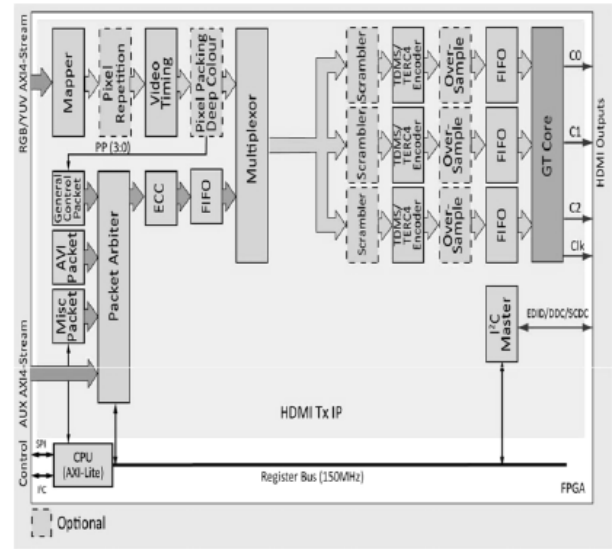 RGB/YUV AXI4-Stream
Mapper
Pixel
Repetition
Video
Timing
Pixel Packing
Deep Colour
Multiplexor
Scrambler
TDMS/
TERC4
Encoder
Over-
Sample
FIFO
Scrambler
TDMS/
TERC4
Encoder
Over-
Sample
FIFO
Scrambler
TDMS/
TERC4
Encoder
Over-
Sample
FIFO
GT Core
C0
C1
C2
Clk
HDMI Outputs
PP (3:0)
General
Control
Packet
AVI
Packet
Misc
Packet
Packet Arbiter
ECC
FIFO
AUX AXI4-Stream
I²C
Master
EDID/DDC/SCDC
HDMI Tx IP
Control
SPI
I²C
CPU
(AXI-Lite)
Register Bus (150MHz)
FPGA
Optional